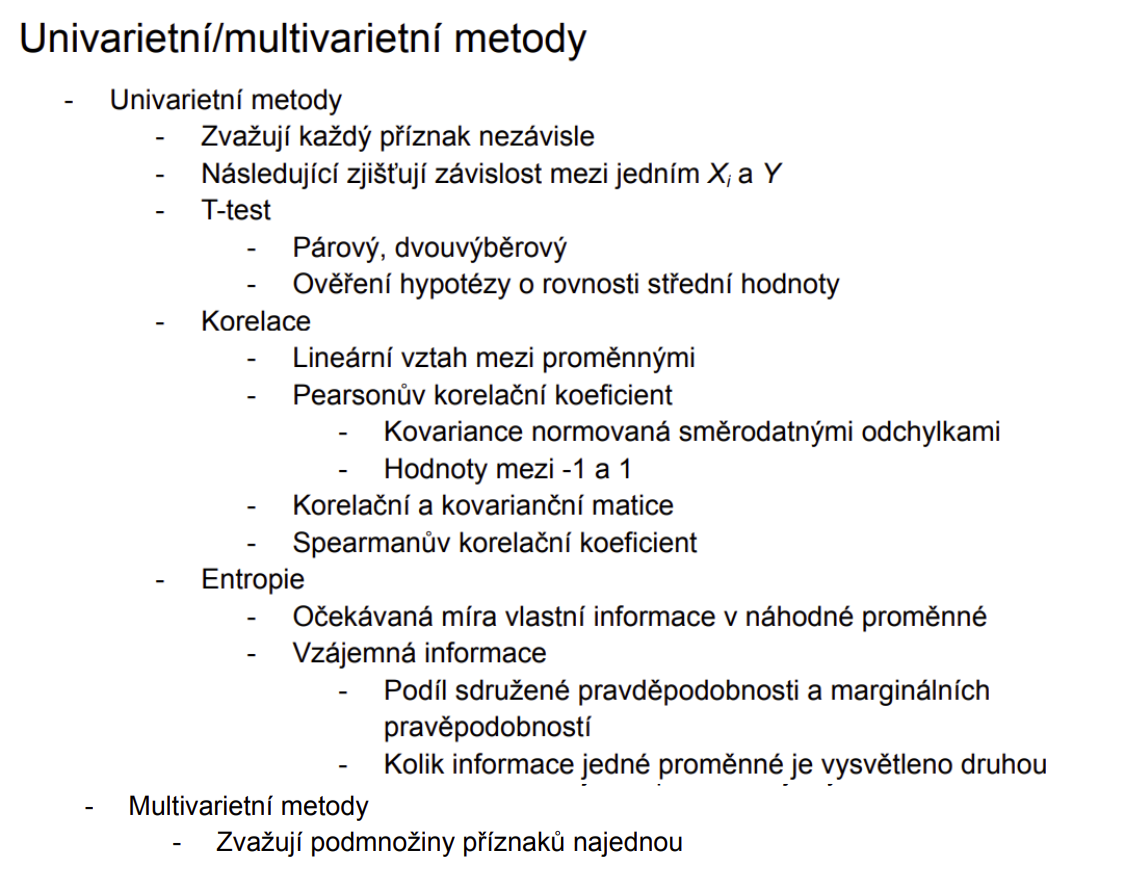 Univarietní/multivarietní metody
- Univarietní metody
- Zvažují každý příznak nezávisle
- Následující zjišťují závislost mezi jedním Xi a Y
- T-test
- Párový, dvouvýběrový
- Ověření hypotézy o rovnosti střední hodnoty
- Korelace
- Lineární vztah mezi proměnnými
- Pearsonův korelační koeficient
- Kovariance normovaná směrodatnými odchylkami
- Hodnoty mezi -1 a 1
- Korelační a kovarianční matice
- Spearmanův korelační koeficient
- Entropie
- Očekávaná míra vlastní informace v náhodné proměnné
- Vzájemná informace
- Podíl sdružené pravděpodobnosti a marginálních
pravěpodobností
- Kolik informace jedné proměnné je vysvětleno druhou
- Multivarietní metody
- Zvažují podmnožiny příznaků najednou